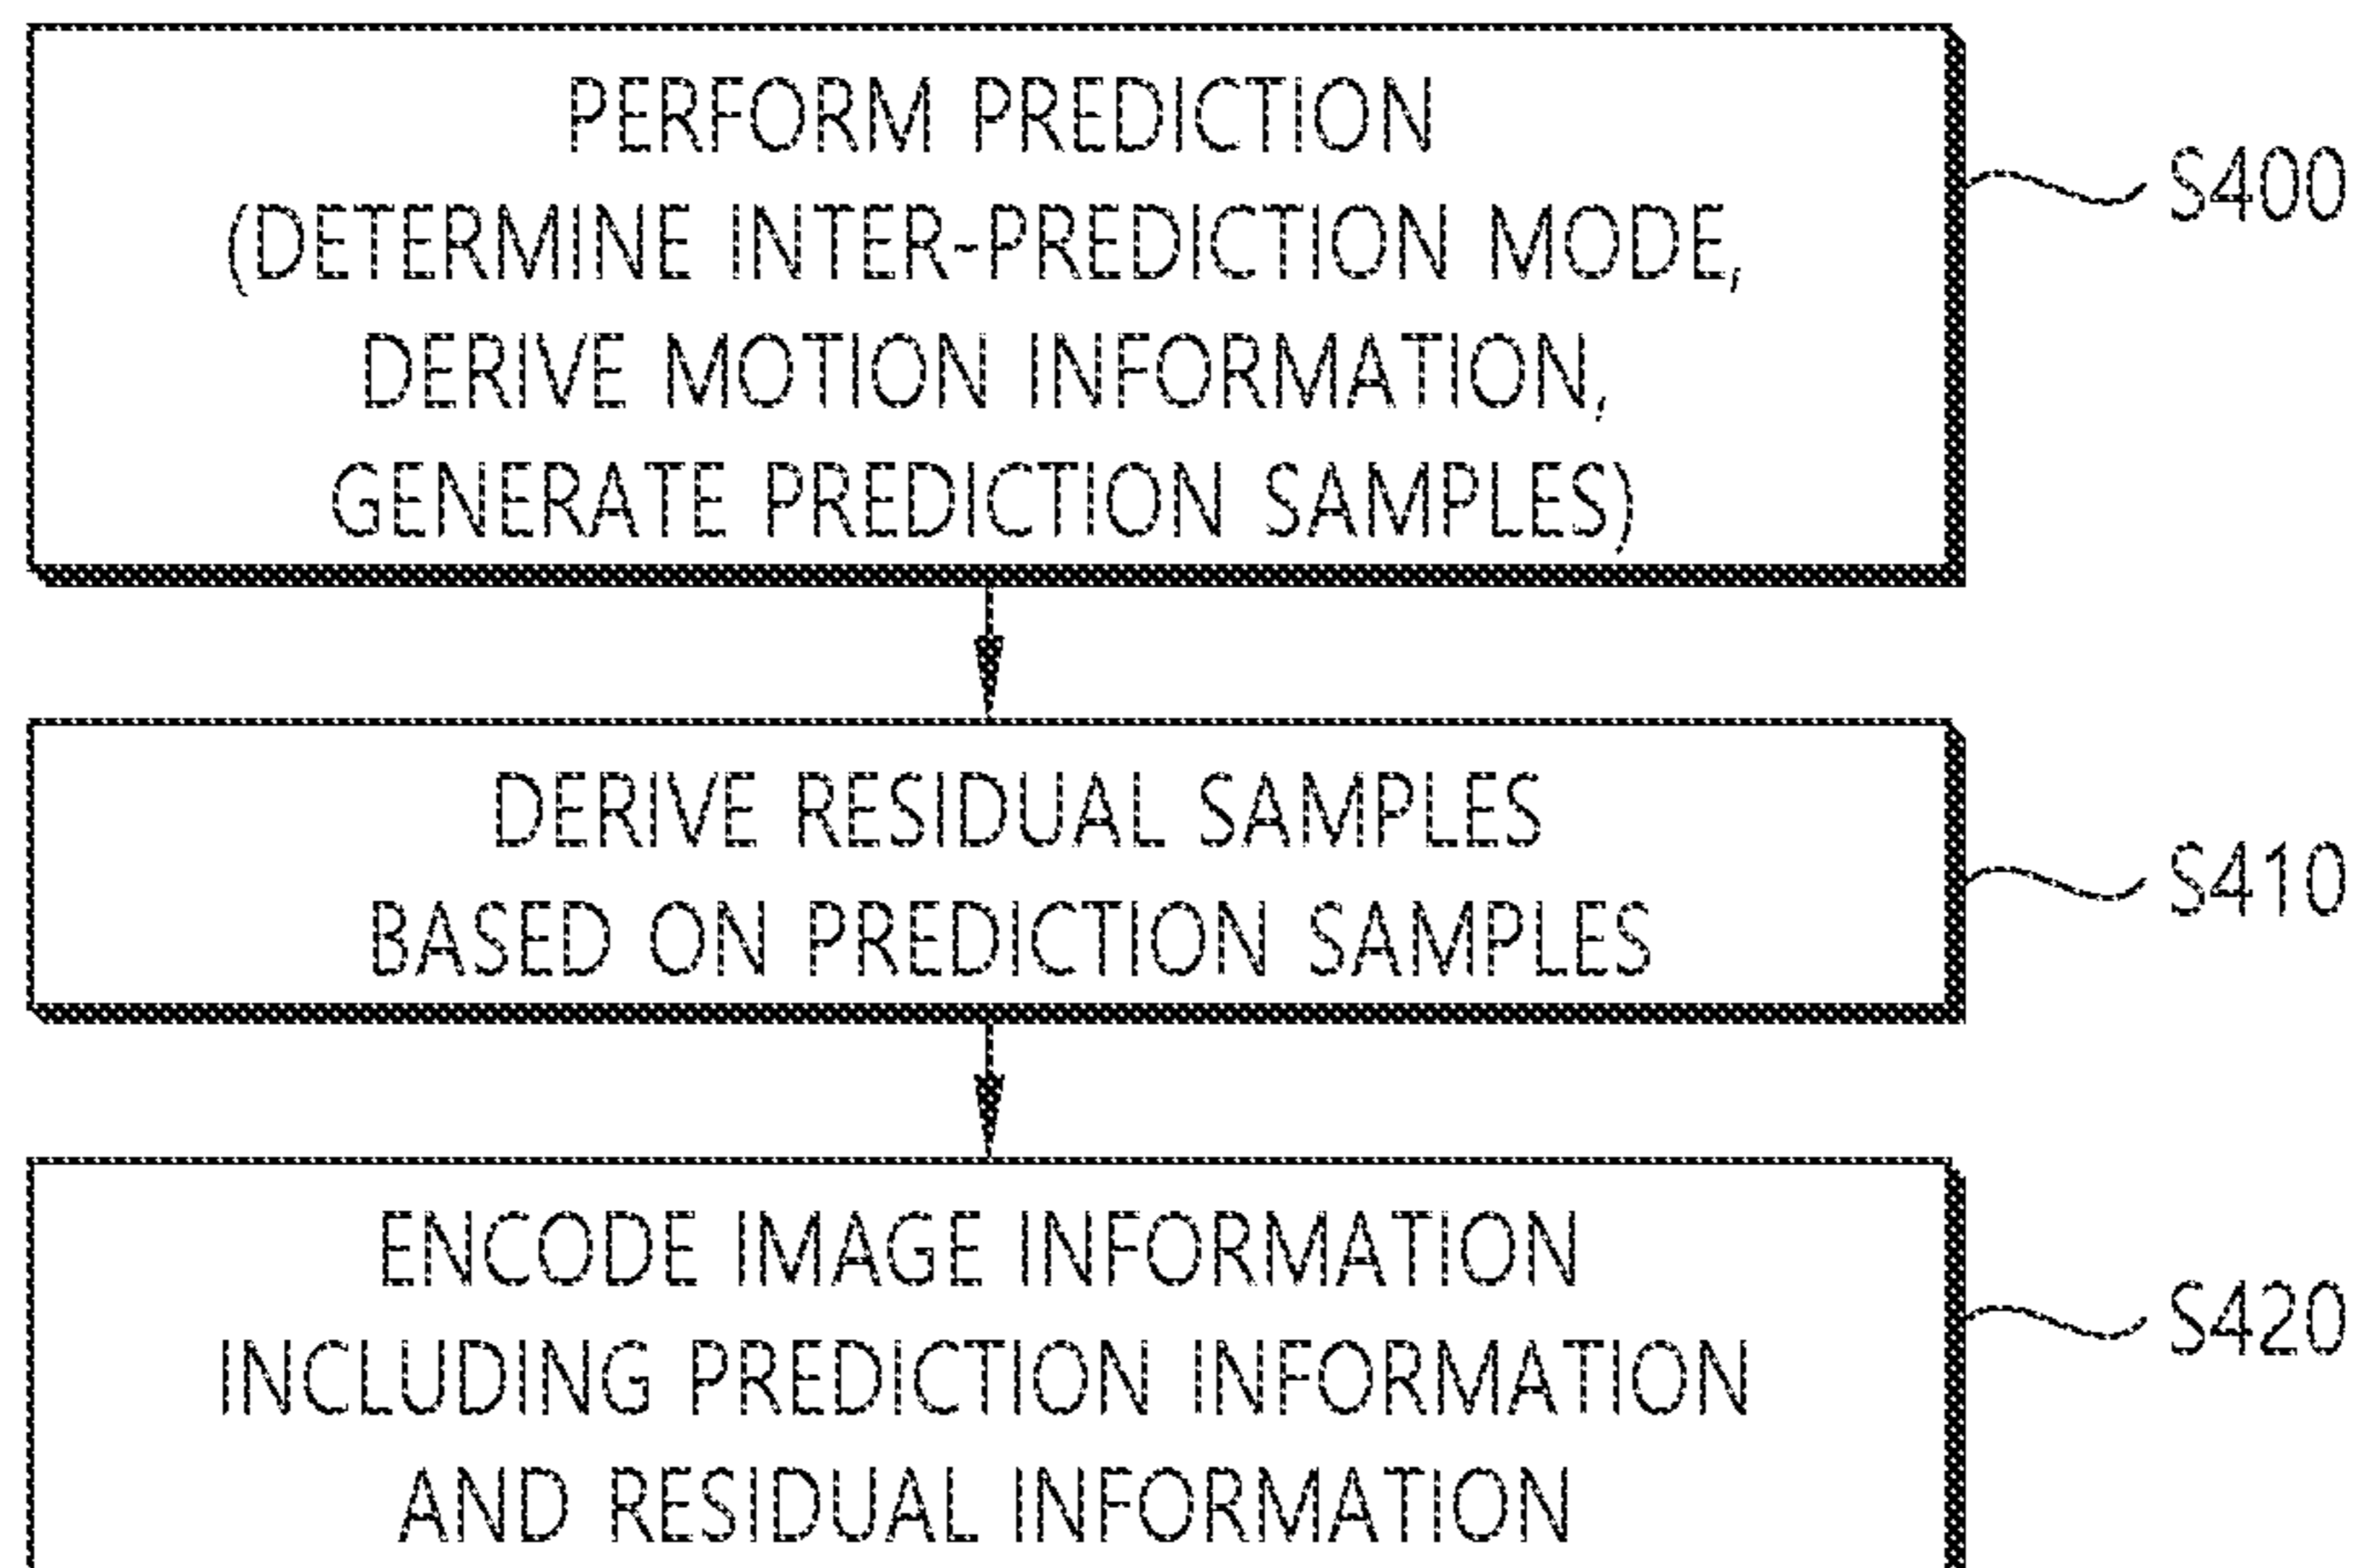 PERFORM PREDICTION
(DETERMINE INTER-PREDICTION MODE,
DERIVE MOTION INFORMATION,
GENERATE PREDICTION SAMPLES)
S400
DERIVE RESIDUAL SAMPLES
BASED ON PREDICTION SAMPLES
S410
ENCODE IMAGE INFORMATION
INCLUDING PREDICTION INFORMATION
AND RESIDUAL INFORMATION
S420